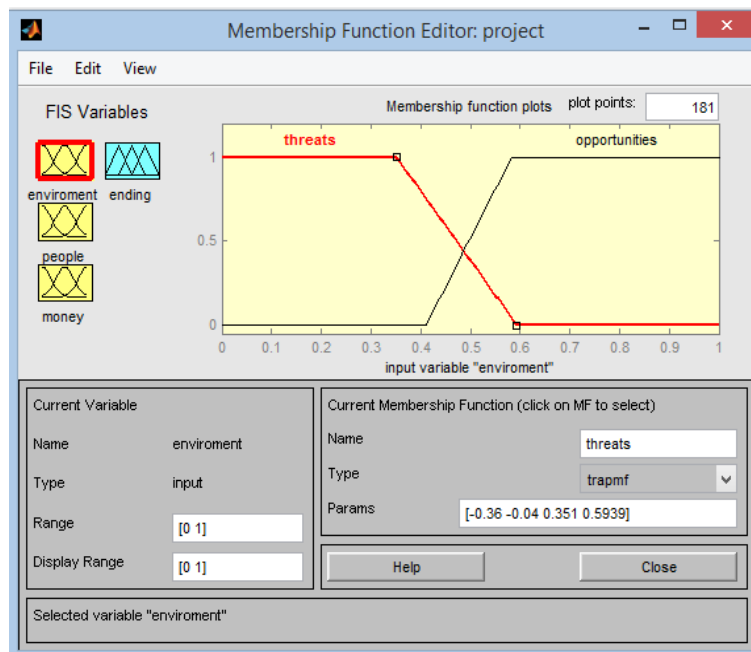 Membership Function Editor: project
File Edit View
FIS Variables
Membership function plots plot points: 181
threats opportunities
enviroment ending
people
money
1
0.5
0
0 0.1 0.2 0.3 0.4 0.5 0.6 0.7 0.8 0.9 1
input variable "enviroment"
Current Variable
Name enviroment
Type input
Range [0 1]
Display Range [0 1]
Current Membership Function (click on MF to select)
Name threats
Type trapmf
Params [-0.36 -0.04 0.351 0.5939]
Help Close
Selected variable "enviroment"